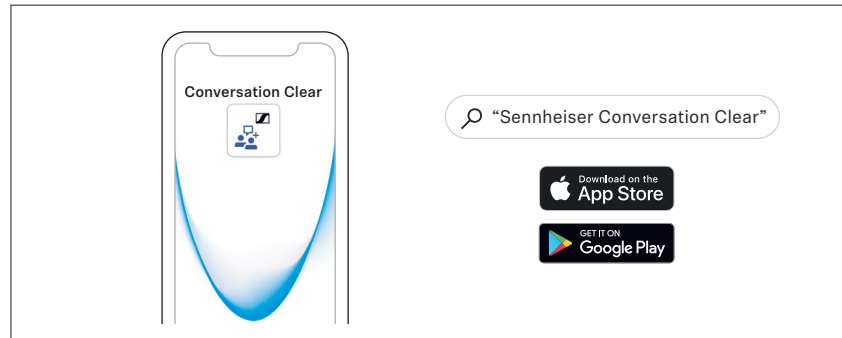 Conversation Clear
“Sennheiser Conversation Clear”
Download on the
App Store
GET IT ON
Google Play